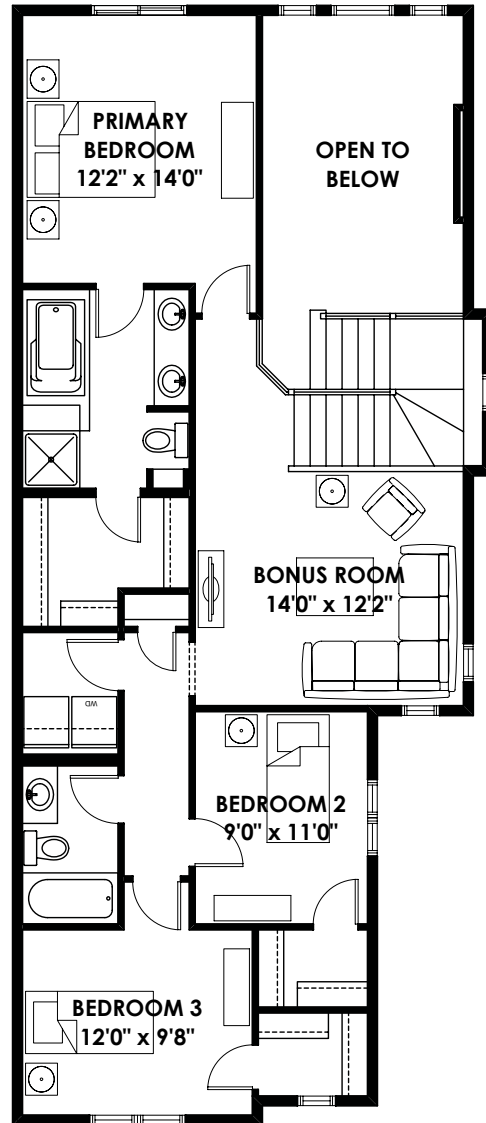 PRIMARY
BEDROOM
12'2" x 14'0"
OPEN TO
BELOW
BONUS ROOM
14'0" x 12'2"
WD
BEDROOM 2
9'0" x 11'0"
BEDROOM 3
12'0" x 9'8"